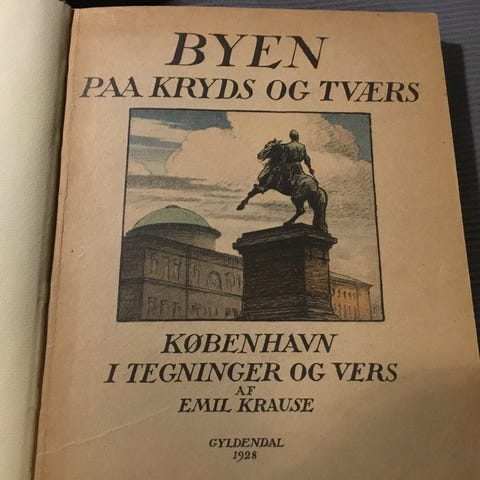 BYEN
PAA KRYDS OG TVÆRS
KØBENHAVN
I TEGNINGER OG VERS
AF
EMIL KRAUSE
GYLDENDAL
1928